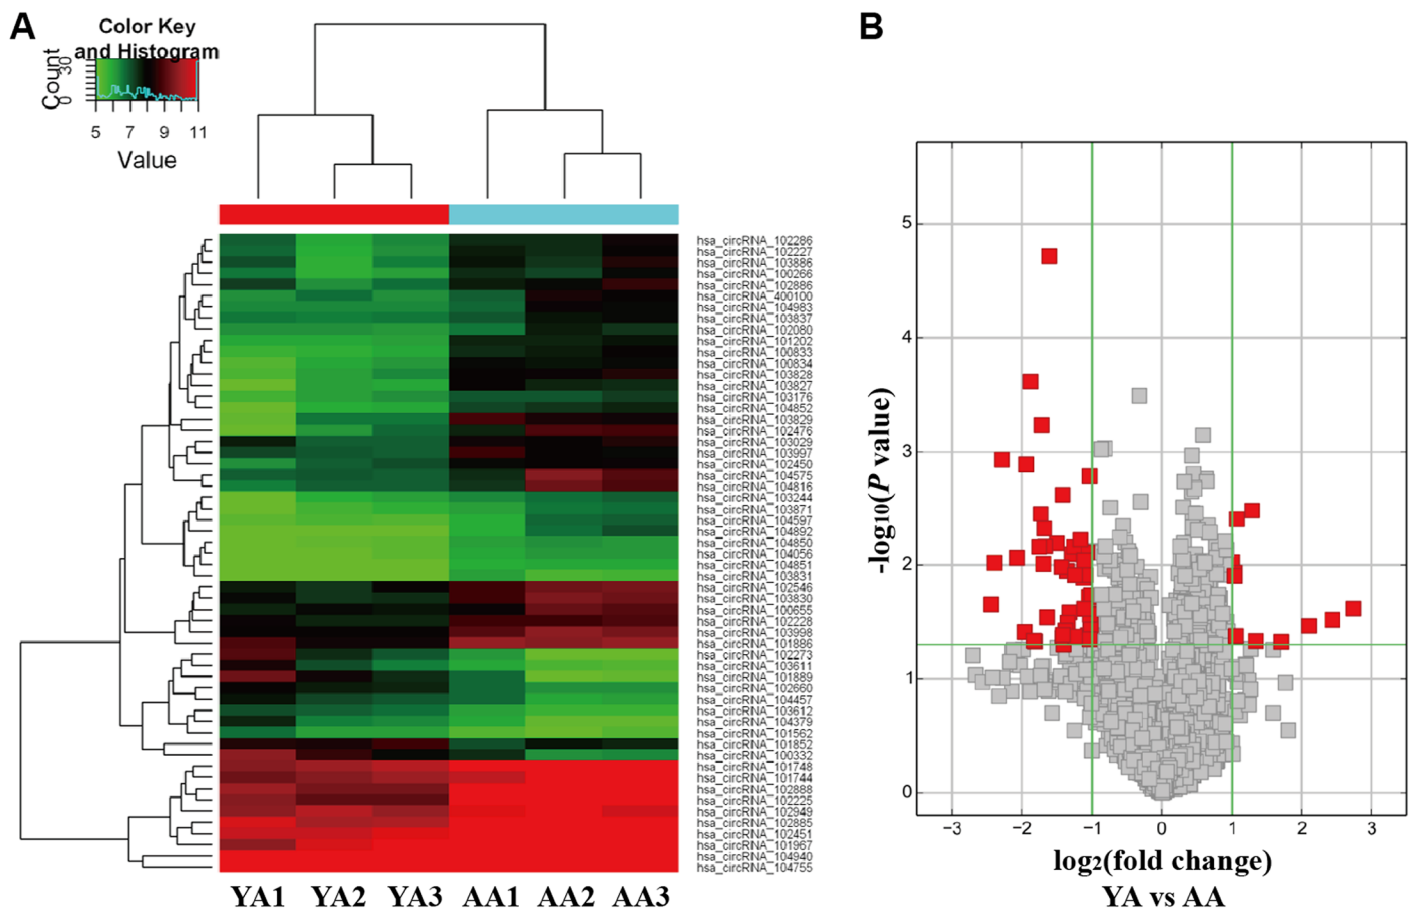 A
Color Key
and Histogram
Count
0 30
5 7 9 11
Value
hsa_circRNA_102286
hsa_circRNA_102227
hsa_circRNA_103886
hsa_circRNA_100266
hsa_circRNA_102886
hsa_circRNA_400100
hsa_circRNA_104983
hsa_circRNA_103837
hsa_circRNA_102080
hsa_circRNA_101202
hsa_circRNA_100833
hsa_circRNA_100834
hsa_circRNA_103828
hsa_circRNA_103827
hsa_circRNA_103176
hsa_circRNA_104852
hsa_circRNA_103829
hsa_circRNA_102476
hsa_circRNA_103029
hsa_circRNA_103997
hsa_circRNA_102450
hsa_circRNA_104575
hsa_circRNA_104816
hsa_circRNA_103244
hsa_circRNA_103871
hsa_circRNA_104597
hsa_circRNA_104892
hsa_circRNA_104850
hsa_circRNA_104056
hsa_circRNA_104851
hsa_circRNA_103831
hsa_circRNA_102546
hsa_circRNA_103830
hsa_circRNA_100655
hsa_circRNA_102228
hsa_circRNA_103998
hsa_circRNA_101886
hsa_circRNA_102273
hsa_circRNA_103611
hsa_circRNA_101889
hsa_circRNA_102660
hsa_circRNA_104457
hsa_circRNA_103612
hsa_circRNA_104379
hsa_circRNA_101562
hsa_circRNA_101852
hsa_circRNA_100332
hsa_circRNA_101748
hsa_circRNA_101744
hsa_circRNA_102888
hsa_circRNA_102225
hsa_circRNA_102949
hsa_circRNA_102885
hsa_circRNA_102451
hsa_circRNA_101967
hsa_circRNA_104940
hsa_circRNA_104755
YA1 YA2 YA3 AA1 AA2 AA3
B
-log10(P value)
5
4
3
2
1
0
−3 −2 −1 0 1 2 3
log2(fold change)
YA vs AA